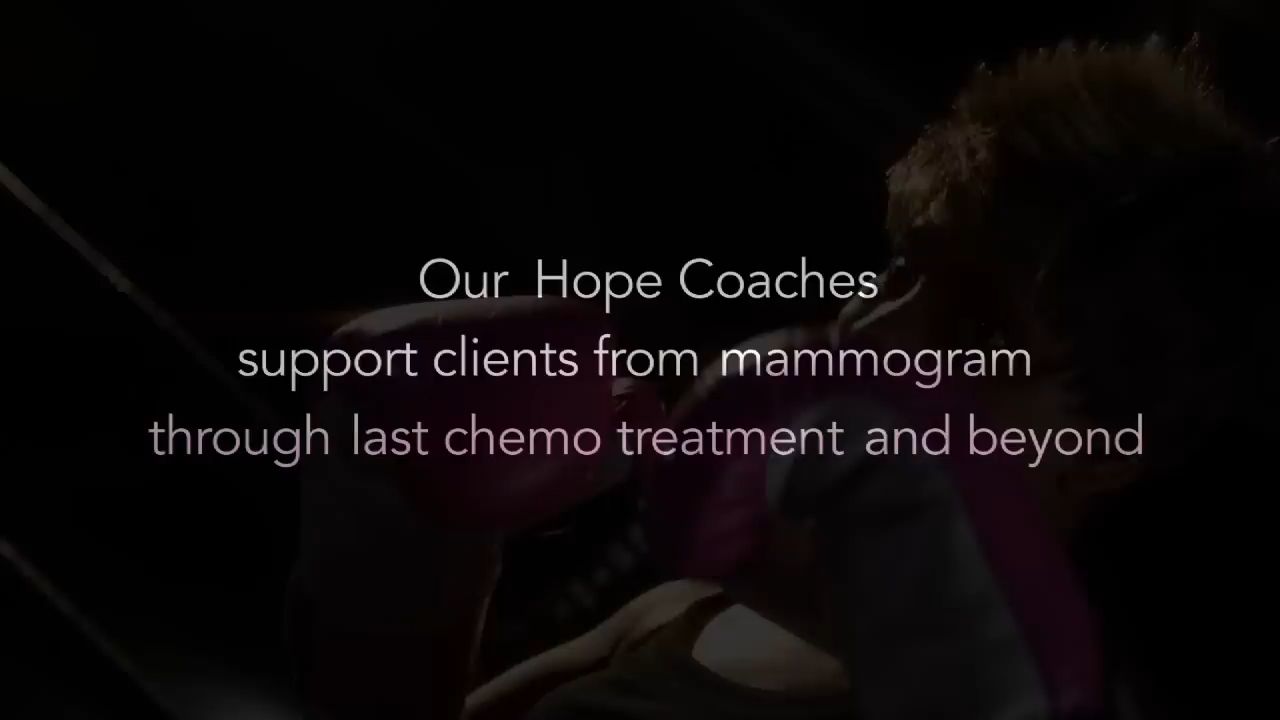 Our Hope Coaches
support clients from mammogram
through last chemo treatment and beyond